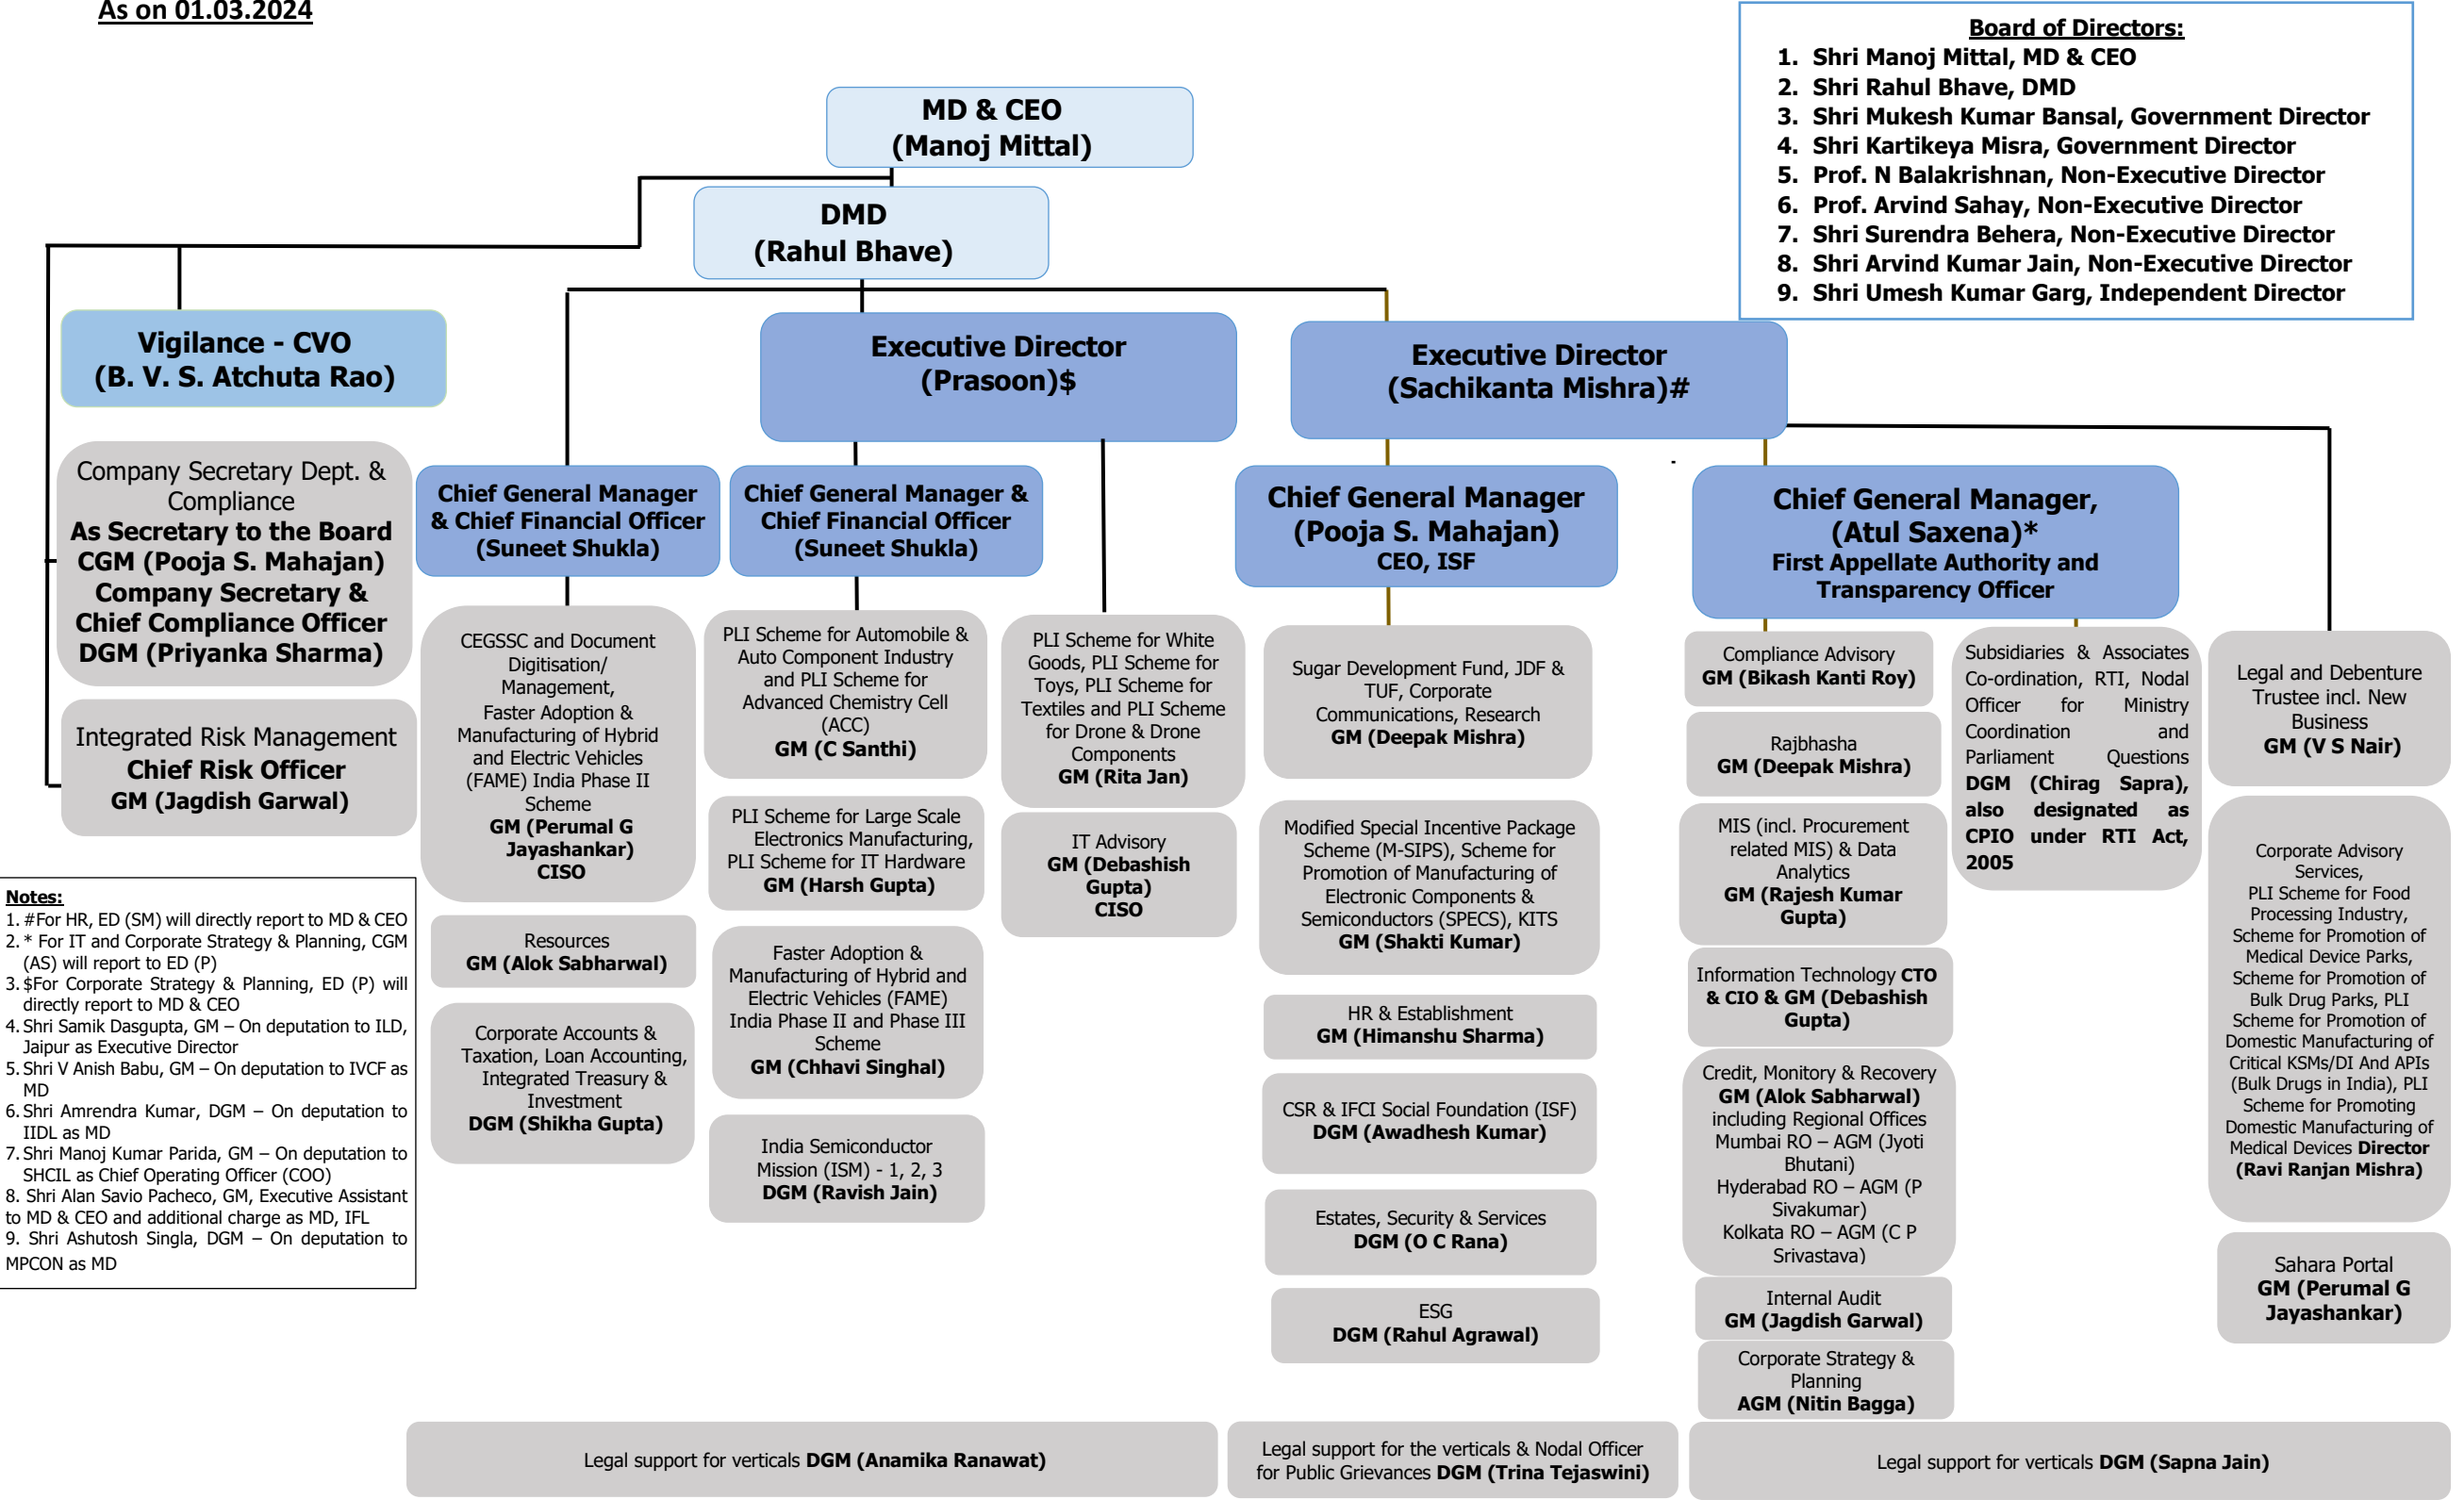 As on 01.03.2024
Board of Directors:
1. Shri Manoj Mittal, MD & CEO
2. Shri Rahul Bhave, DMD
3. Shri Mukesh Kumar Bansal, Government Director
4. Shri Kartikeya Misra, Government Director
5. Prof. N Balakrishnan, Non-Executive Director
6. Prof. Arvind Sahay, Non-Executive Director
7. Shri Surendra Behera, Non-Executive Director
8. Shri Arvind Kumar Jain, Non-Executive Director
9. Shri Umesh Kumar Garg, Independent Director
MD & CEO
(Manoj Mittal)
DMD
(Rahul Bhave)
Vigilance - CVO
(B. V. S. Atchuta Rao)
Executive Director
(Prasoon)$
Executive Director
(Sachikanta Mishra)#
Company Secretary Dept. &
Compliance
As Secretary to the Board
CGM (Pooja S. Mahajan)
Company Secretary &
Chief Compliance Officer
DGM (Priyanka Sharma)
Integrated Risk Management
Chief Risk Officer
GM (Jagdish Garwal)
Chief General Manager
& Chief Financial Officer
(Suneet Shukla)
Chief General Manager &
Chief Financial Officer
(Suneet Shukla)
Chief General Manager
(Pooja S. Mahajan)
CEO, ISF
Chief General Manager,
(Atul Saxena)*
First Appellate Authority and
Transparency Officer
CEGSSC and Document
Digitisation/
Management,
Faster Adoption &
Manufacturing of Hybrid
and Electric Vehicles
(FAME) India Phase II
Scheme
GM (Perumal G
Jayashankar)
CISO
Resources
GM (Alok Sabharwal)
Corporate Accounts &
Taxation, Loan Accounting,
Integrated Treasury &
Investment
DGM (Shikha Gupta)
PLI Scheme for Automobile &
Auto Component Industry
and PLI Scheme for
Advanced Chemistry Cell
(ACC)
GM (C Santhi)
PLI Scheme for Large Scale
Electronics Manufacturing,
PLI Scheme for IT Hardware
GM (Harsh Gupta)
Faster Adoption &
Manufacturing of Hybrid and
Electric Vehicles (FAME)
India Phase II and Phase III
Scheme
GM (Chhavi Singhal)
India Semiconductor
Mission (ISM) - 1, 2, 3
DGM (Ravish Jain)
PLI Scheme for White
Goods, PLI Scheme for
Toys, PLI Scheme for
Textiles and PLI Scheme
for Drone & Drone
Components
GM (Rita Jan)
IT Advisory
GM (Debashish
Gupta)
CISO
Sugar Development Fund, JDF &
TUF, Corporate
Communications, Research
GM (Deepak Mishra)
Modified Special Incentive Package
Scheme (M-SIPS), Scheme for
Promotion of Manufacturing of
Electronic Components &
Semiconductors (SPECS), KITS
GM (Shakti Kumar)
HR & Establishment
GM (Himanshu Sharma)
CSR & IFCI Social Foundation (ISF)
DGM (Awadhesh Kumar)
Estates, Security & Services
DGM (O C Rana)
ESG
DGM (Rahul Agrawal)
Compliance Advisory
GM (Bikash Kanti Roy)
Rajbhasha
GM (Deepak Mishra)
MIS (incl. Procurement
related MIS) & Data
Analytics
GM (Rajesh Kumar
Gupta)
Information Technology CTO
& CIO & GM (Debashish
Gupta)
Credit, Monitory & Recovery
GM (Alok Sabharwal)
including Regional Offices
Mumbai RO – AGM (Jyoti
Bhutani)
Hyderabad RO – AGM (P
Sivakumar)
Kolkata RO – AGM (C P
Srivastava)
Internal Audit
GM (Jagdish Garwal)
Corporate Strategy &
Planning
AGM (Nitin Bagga)
Subsidiaries & Associates
Co-ordination, RTI, Nodal
Officer for Ministry
Coordination and
Parliament Questions
DGM (Chirag Sapra),
also designated as
CPIO under RTI Act,
2005
Legal and Debenture
Trustee incl. New
Business
GM (V S Nair)
Corporate Advisory
Services,
PLI Scheme for Food
Processing Industry,
Scheme for Promotion of
Medical Device Parks,
Scheme for Promotion of
Bulk Drug Parks, PLI
Scheme for Promotion of
Domestic Manufacturing of
Critical KSMs/DI And APIs
(Bulk Drugs in India), PLI
Scheme for Promoting
Domestic Manufacturing of
Medical Devices Director
(Ravi Ranjan Mishra)
Sahara Portal
GM (Perumal G
Jayashankar)
Notes:
1. #For HR, ED (SM) will directly report to MD & CEO
2. * For IT and Corporate Strategy & Planning, CGM
(AS) will report to ED (P)
3. $For Corporate Strategy & Planning, ED (P) will
directly report to MD & CEO
4. Shri Samik Dasgupta, GM – On deputation to ILD,
Jaipur as Executive Director
5. Shri V Anish Babu, GM – On deputation to IVCF as
MD
6. Shri Amrendra Kumar, DGM – On deputation to
IIDL as MD
7. Shri Manoj Kumar Parida, GM – On deputation to
SHCIL as Chief Operating Officer (COO)
8. Shri Alan Savio Pacheco, GM, Executive Assistant
to MD & CEO and additional charge as MD, IFL
9. Shri Ashutosh Singla, DGM – On deputation to
MPCON as MD
Legal support for verticals DGM (Anamika Ranawat)
Legal support for the verticals & Nodal Officer
for Public Grievances DGM (Trina Tejaswini)
Legal support for verticals DGM (Sapna Jain)